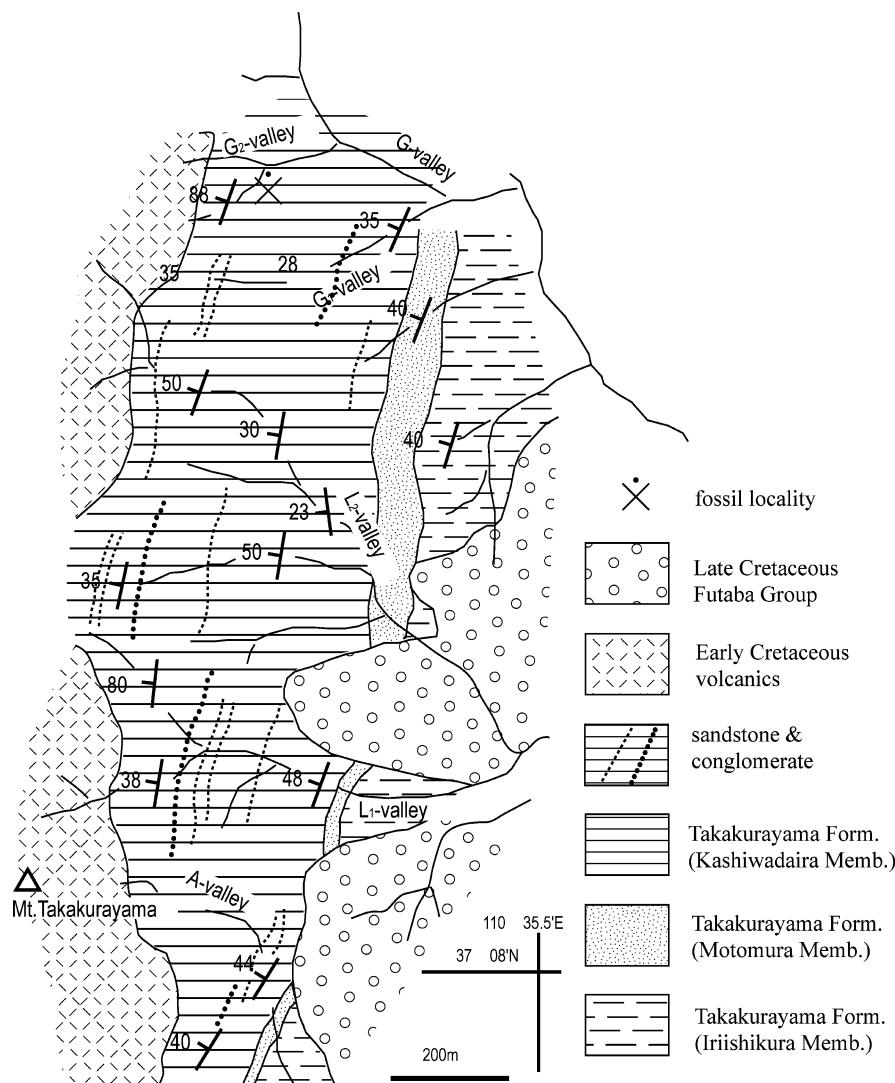 G2-valley
G-valley
88
35
35
28
G1-valley
40
50
30
40
23
L2-valley
50
35
80
38
48
L1-valley
A-valley
Mt.Takakurayama
44
40
110 35.5'E
37 08'N
200m
fossil locality
Late Cretaceous
Futaba Group
Early Cretaceous
volcanics
sandstone &
conglomerate
Takakurayama Form.
(Kashiwadaira Memb.)
Takakurayama Form.
(Motomura Memb.)
Takakurayama Form.
(Iriishikura Memb.)